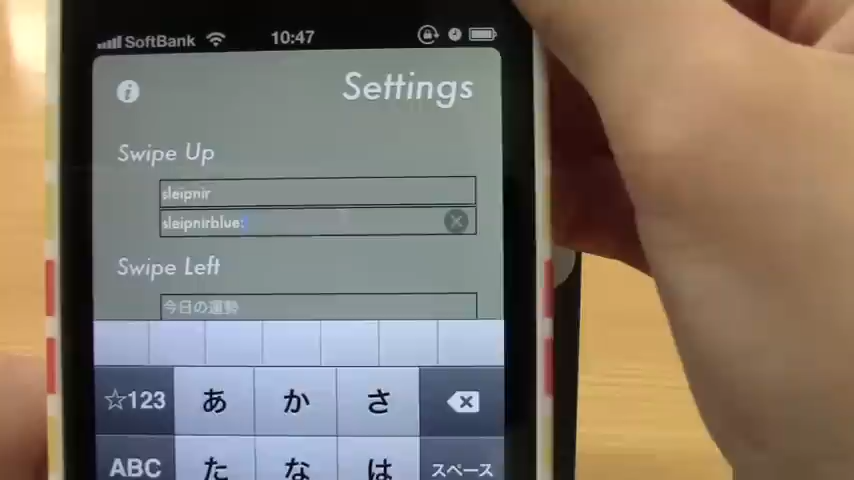 SoftBank 10:47
i Settings
Swipe Up
sleipnir
sleipnirblue:
Swipe Left
今日の運勢
☆123 あ か さ
ABC た な は スペース